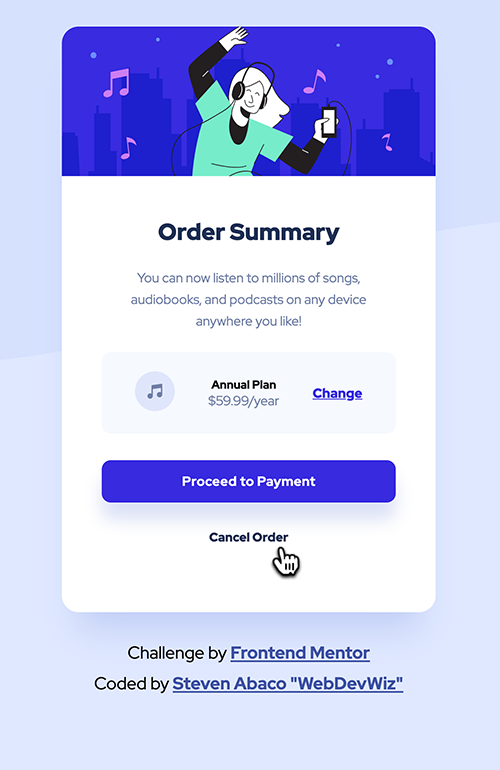 Order Summary
You can now listen to millions of songs,
audiobooks, and podcasts on any device
anywhere you like!
Annual Plan
$59.99/year
Change
Proceed to Payment
Cancel Order
Challenge by Frontend Mentor
Coded by Steven Abaco "WebDevWiz"